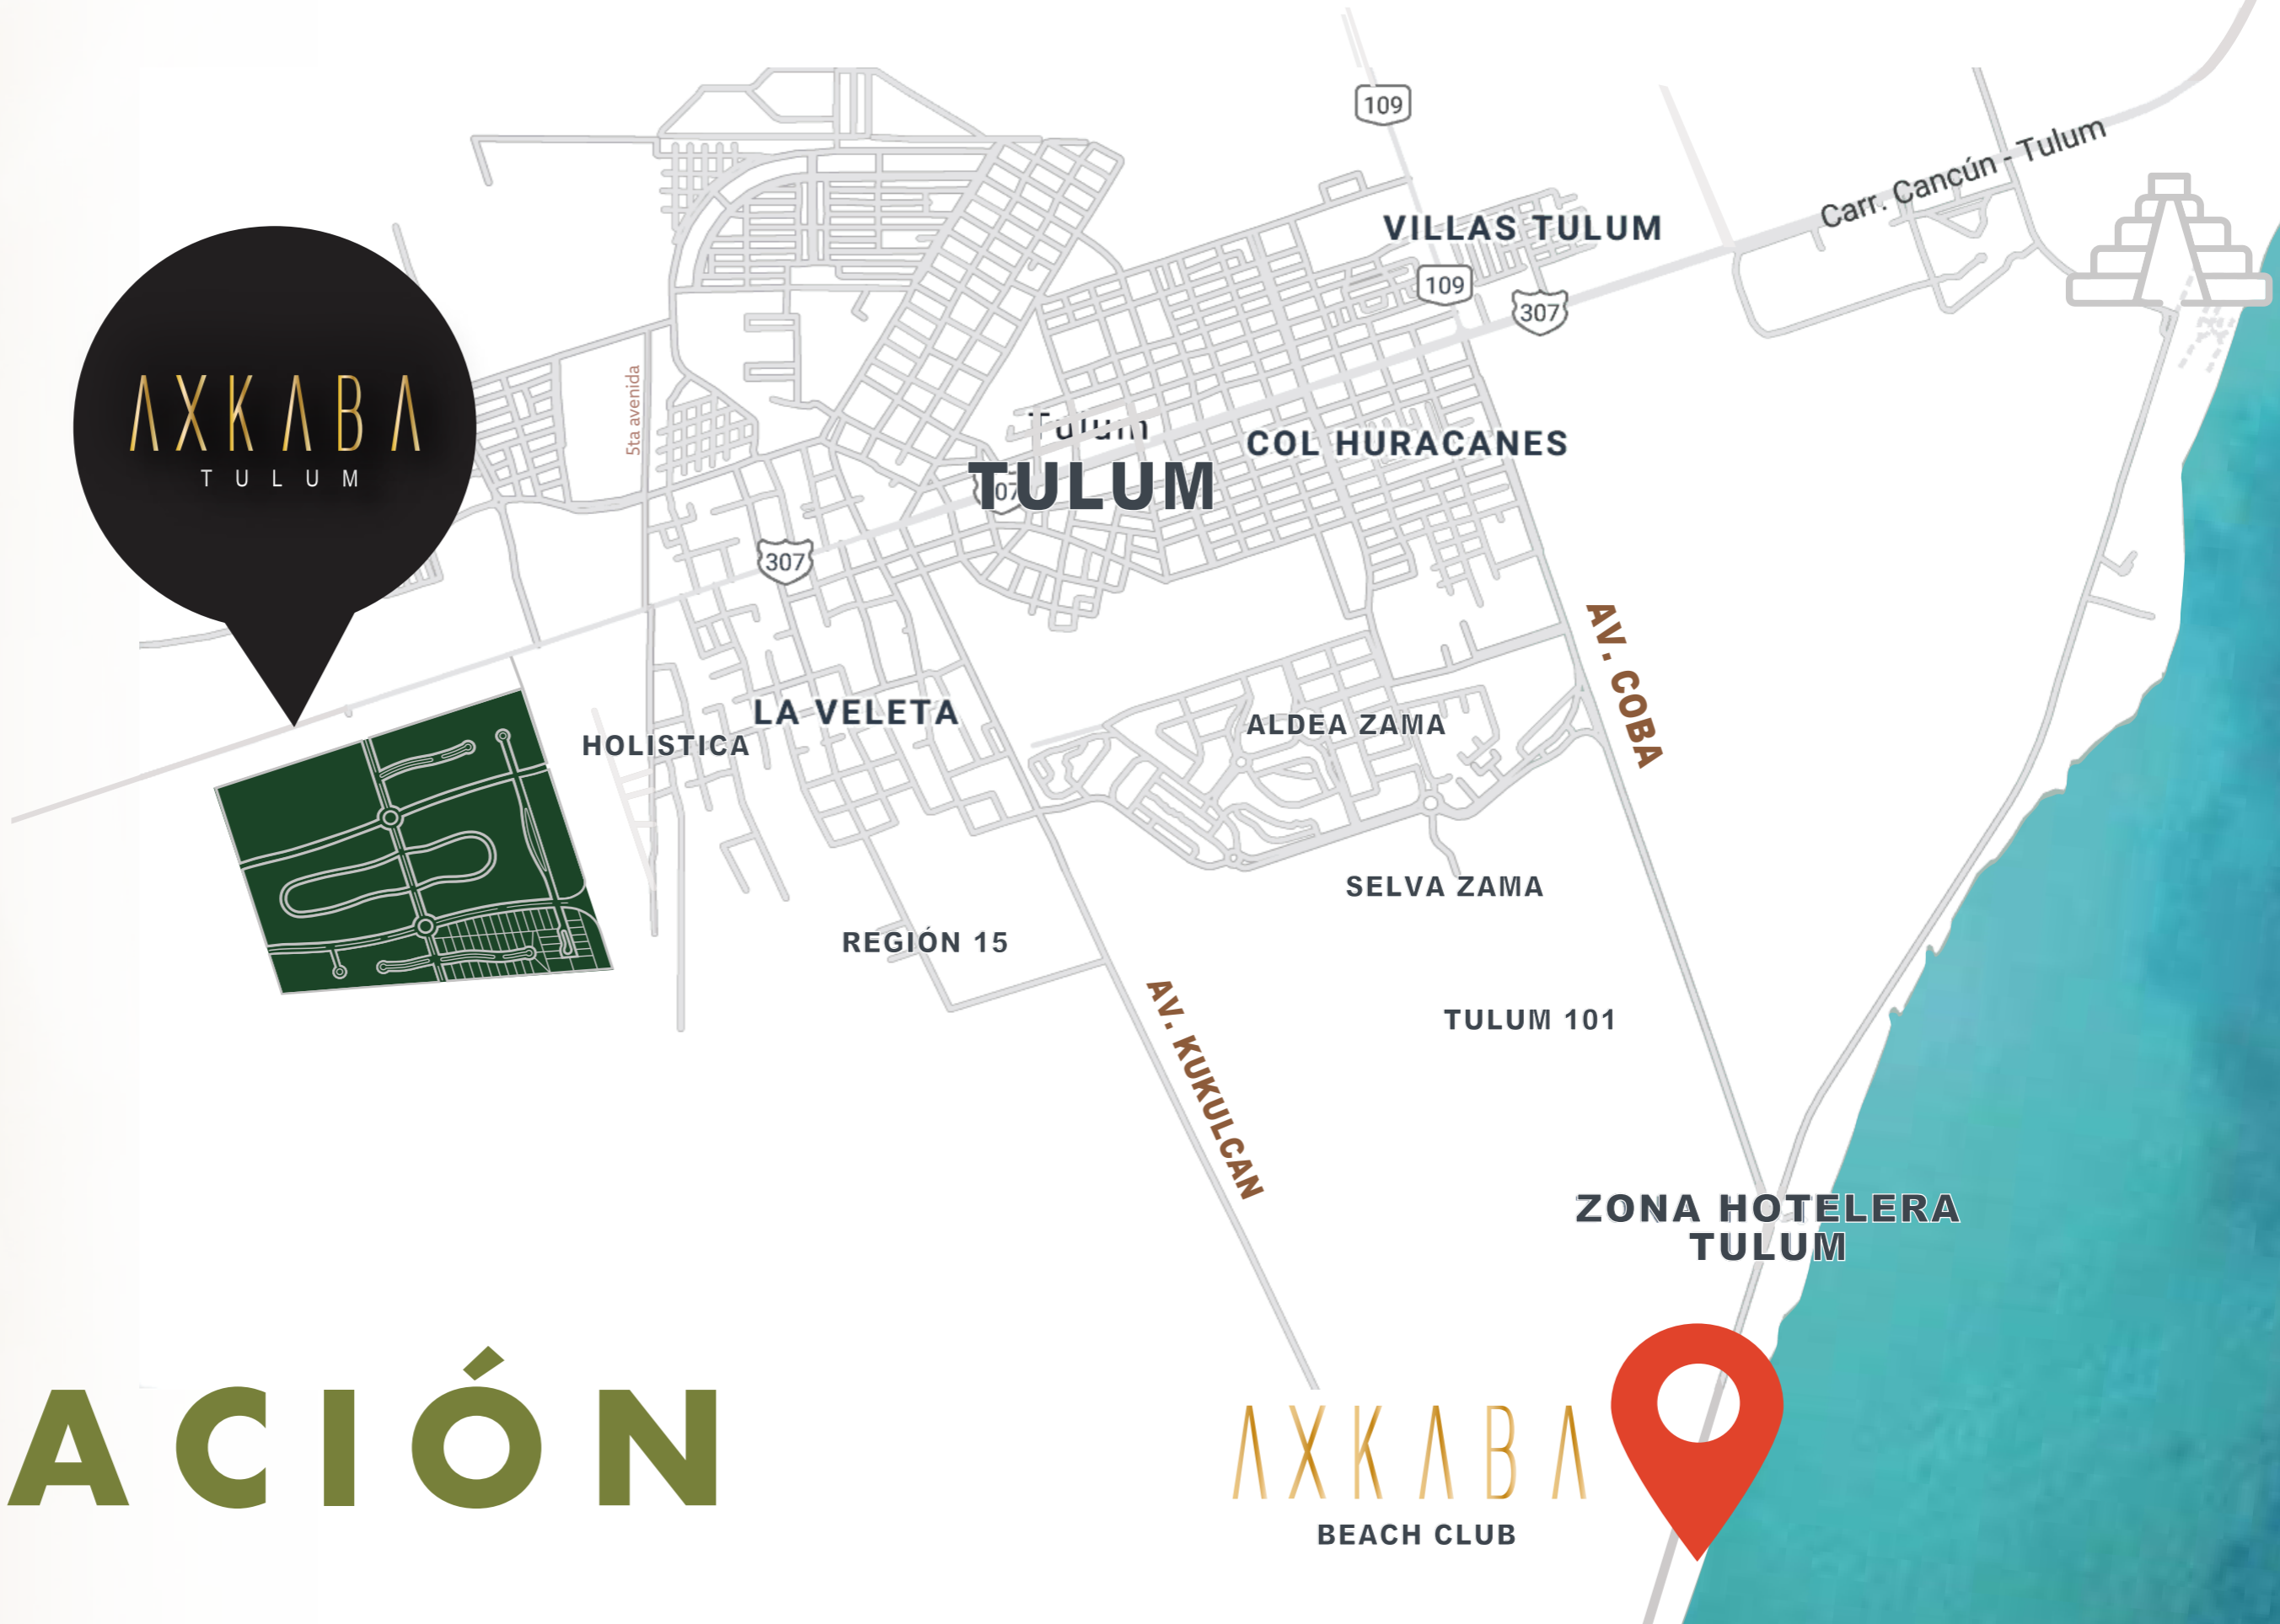 109
Carr. Cancún - Tulum
VILLAS TULUM
109
307
AXKABA
TULUM
5ta avenida
Tulum
COL HURACANES
TULUM
307
AV. COBA
LA VELETA
ALDEA ZAMA
HOLISTICA
SELVA ZAMA
REGIÓN 15
TULUM 101
AV. KUKULCAN
ZONA HOTELERA
TULUM
ACIÓN
AXKABA
BEACH CLUB